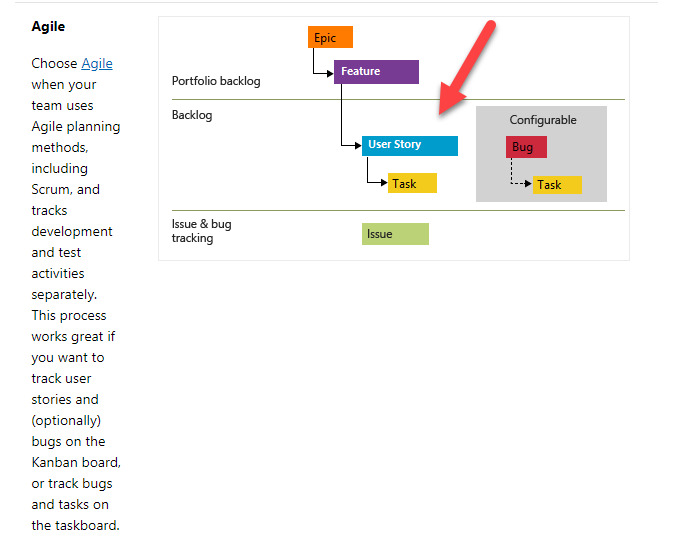 Agile
Choose Agile
when your
team uses
Agile planning
methods,
including
Scrum, and
tracks
development
and test
activities
separately.
This process
works great if
you want to
track user
stories and
(optionally)
bugs on the
Kanban board,
or track bugs
and tasks on
the taskboard.
Epic
Feature
Portfolio backlog
Backlog
Configurable
User Story
Bug
Task
Task
Issue & bug
tracking
Issue